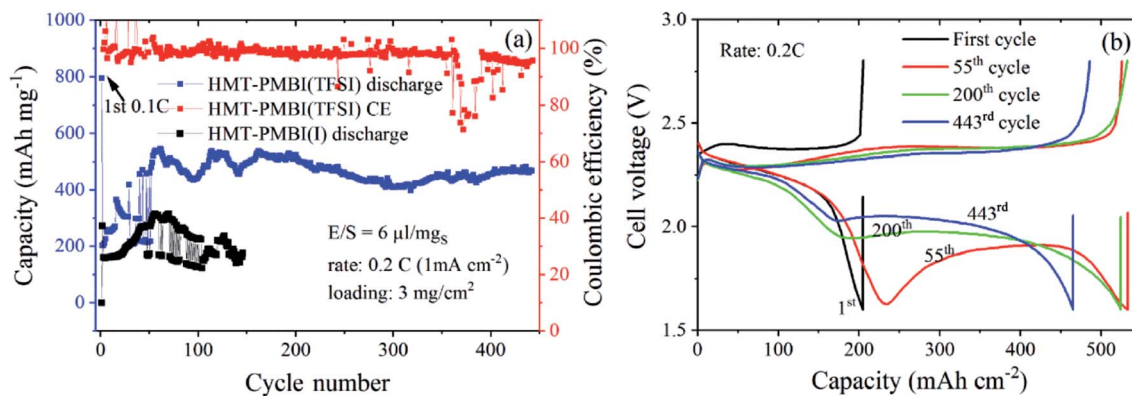 (a)
1000
800
600
400
200
0
Capacity (mAh mg⁻¹)
1st 0.1C
HMT-PMBI(TFSI) discharge
HMT-PMBI(TFSI) CE
HMT-PMBI(I) discharge
E/S = 6 μl/mgₛ
rate: 0.2 C (1mA cm⁻²)
loading: 3 mg/cm²
100
80
60
40
20
0
Coulombic efficiency (%)
0 100 200 300 400
Cycle number
(b)
3.0
2.5
2.0
1.5
Cell voltage (V)
Rate: 0.2C
First cycle
55ᵗʰ cycle
200ᵗʰ cycle
443ʳᵈ cycle
443ʳᵈ
200ᵗʰ
55ᵗʰ
1ˢᵗ
0 100 200 300 400 500
Capacity (mAh cm⁻²)